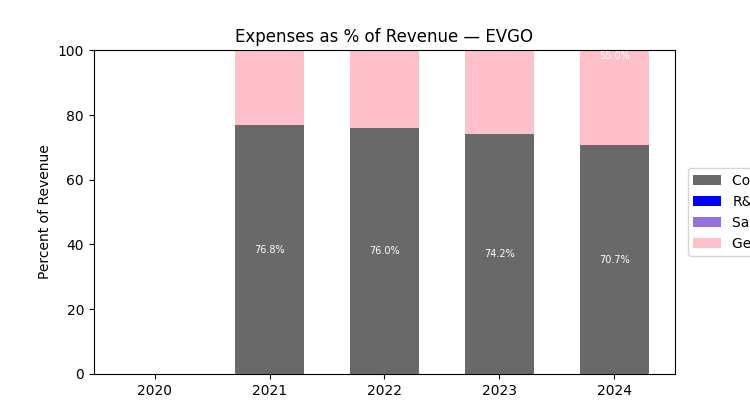 Expenses as % of Revenue — EVGO
100
80
60
40
20
0
Percent of Revenue
55.0%
76.8%
76.0%
74.2%
70.7%
2020
2021
2022
2023
2024
Co
R&
Sa
Ge